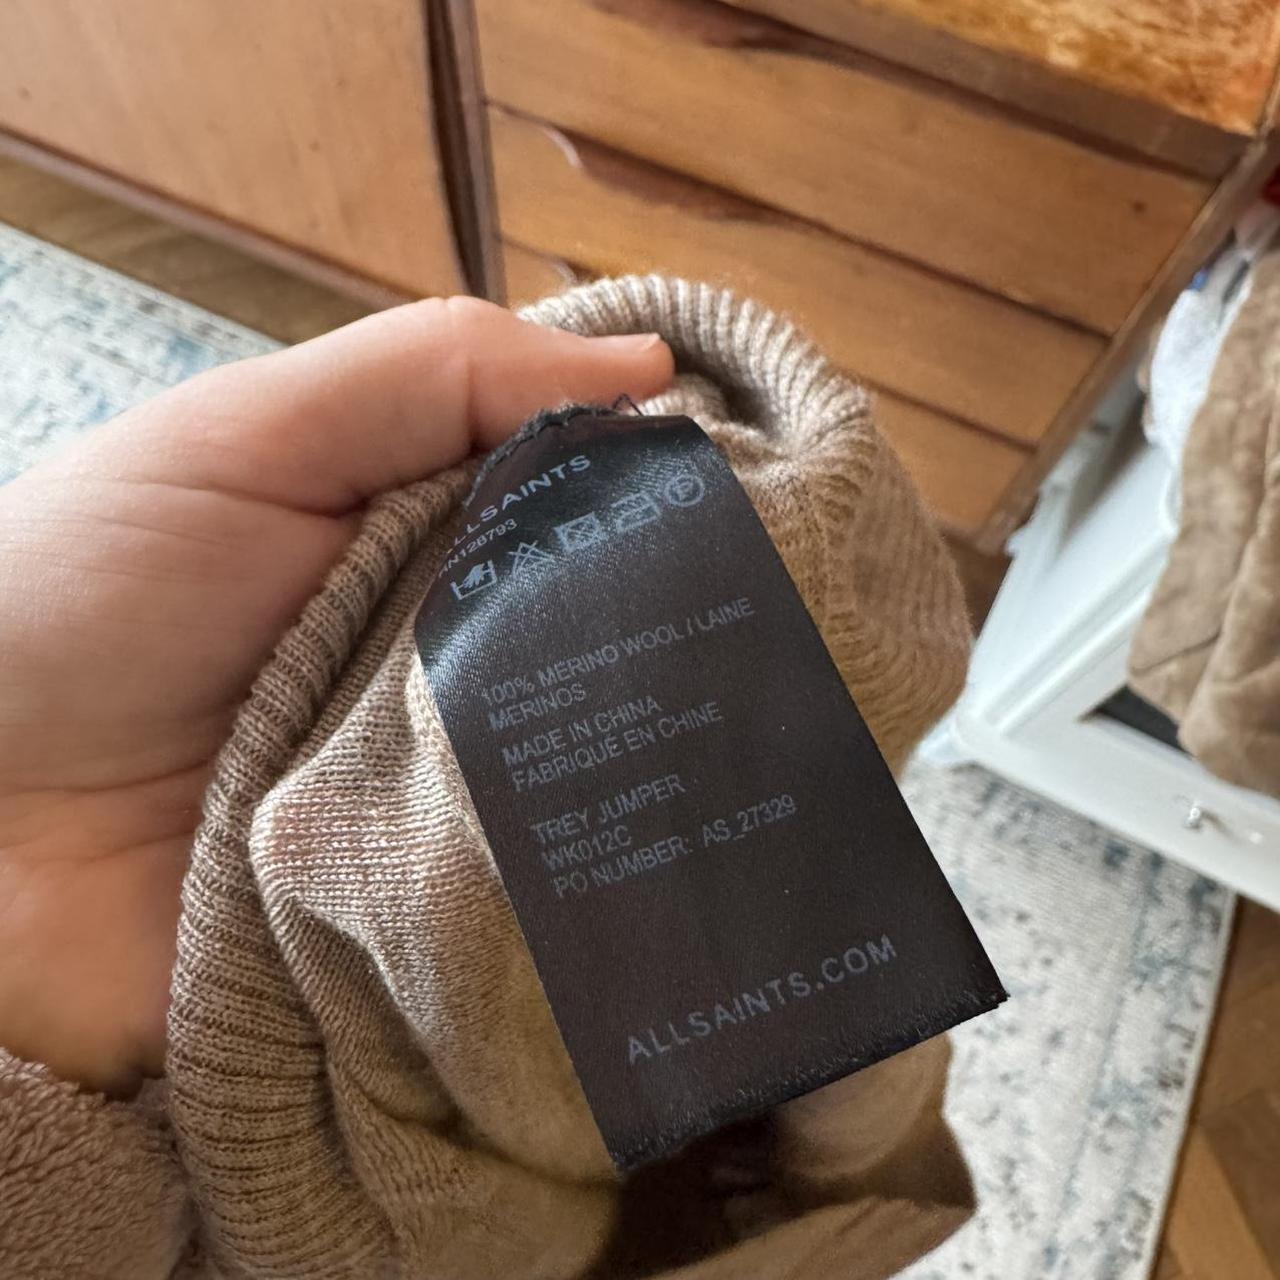 ALLSAINTS
RN128793
100% MERINO WOOL / LAINE
MERINOS
MADE IN CHINA
FABRIQUÉ EN CHINE
TREY JUMPER
WK012C
PO NUMBER: AS_27329
ALLSAINTS.COM